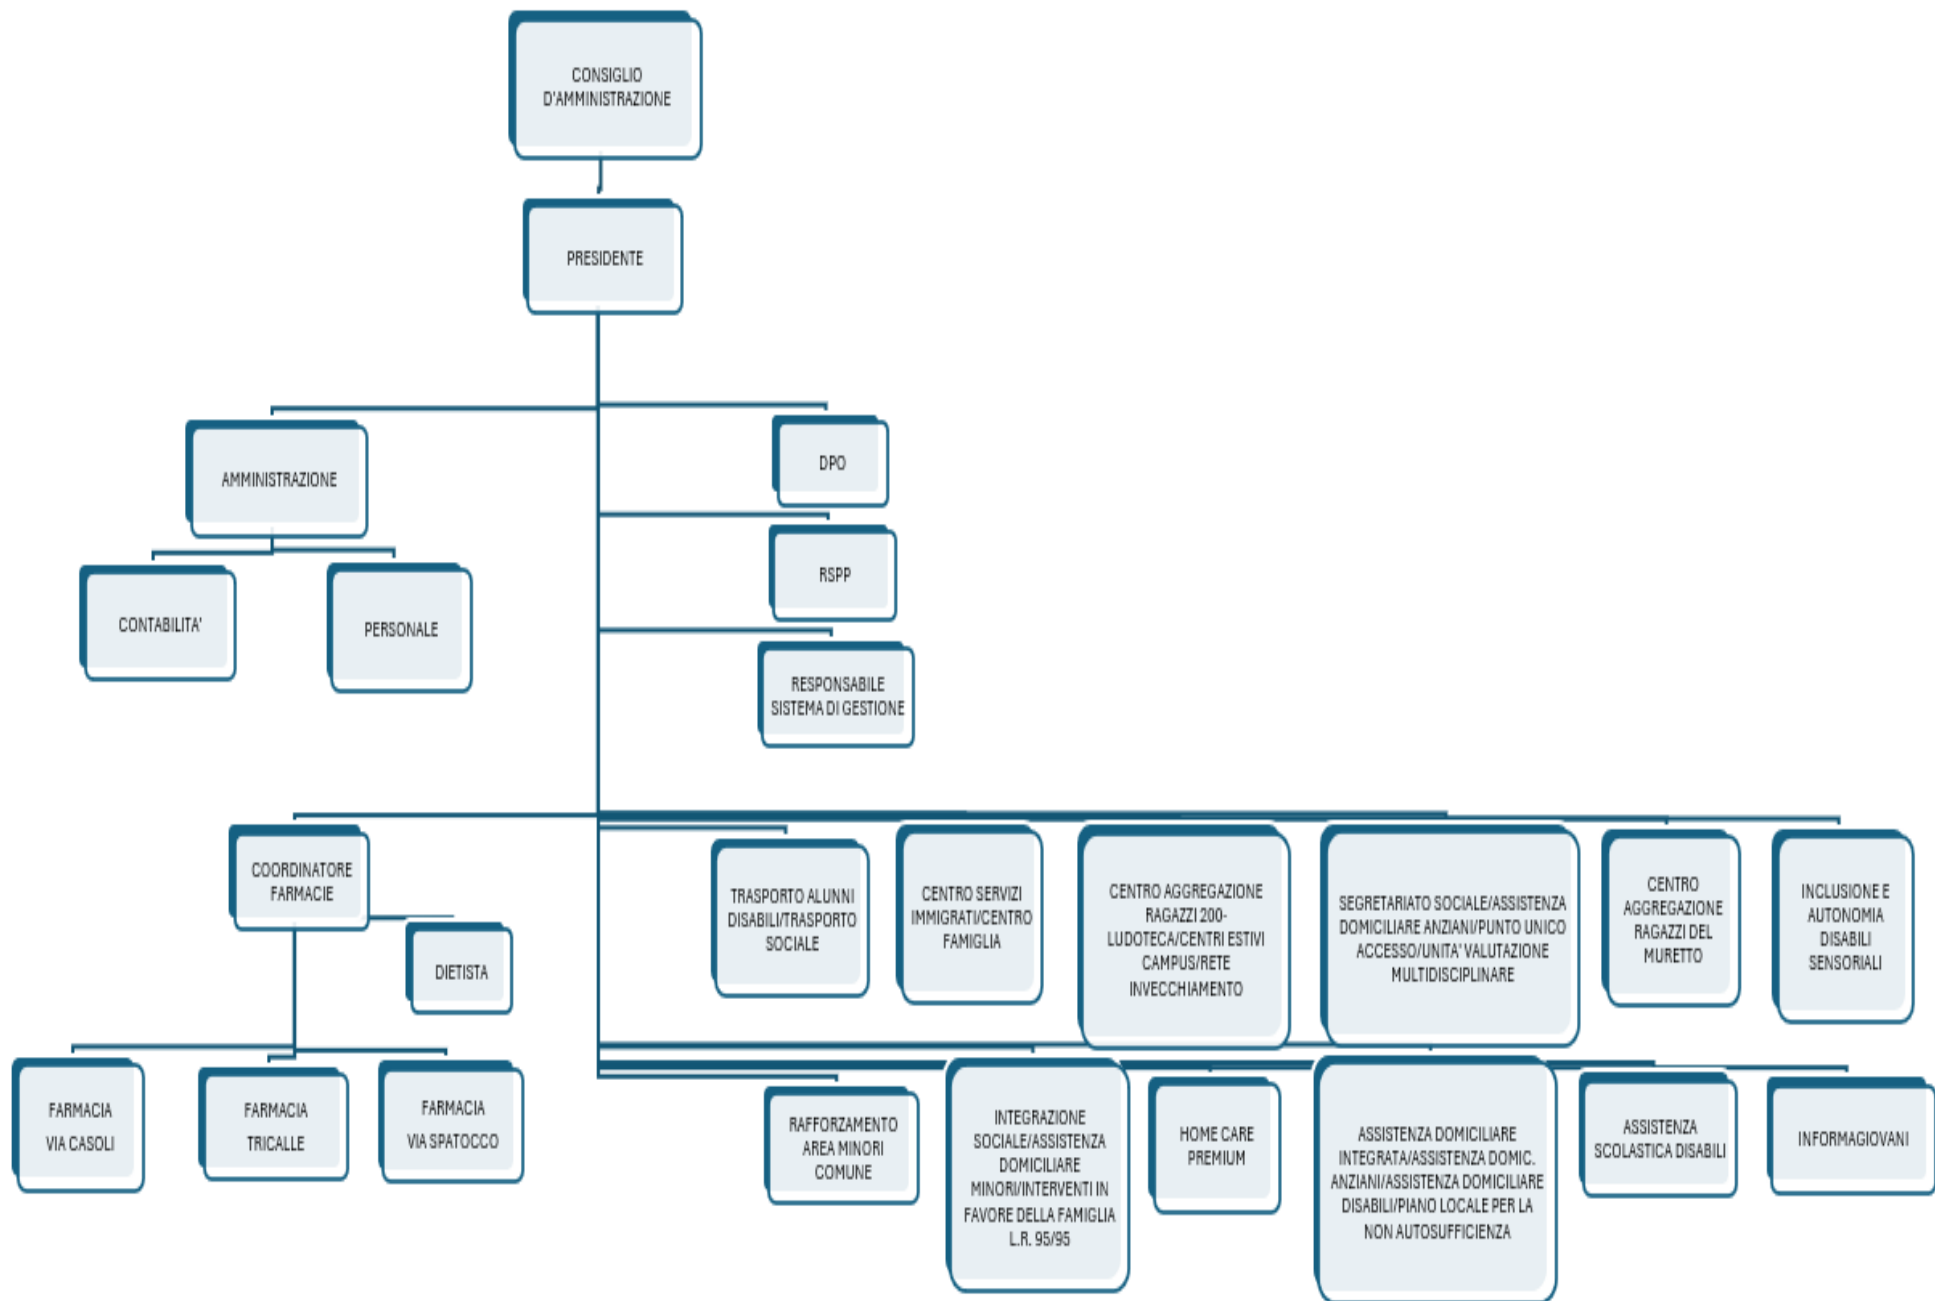 CONSIGLIO
D'AMMINISTRAZIONE
PRESIDENTE
AMMINISTRAZIONE
DPO
CONTABILITA'
PERSONALE
RSPP
RESPONSABILE
SISTEMA DI GESTIONE
COORDINATORE
FARMACIE
DIETISTA
FARMACIA
VIA CASOLI
FARMACIA
TRICALLE
FARMACIA
VIA SPATOCCO
TRASPORTO ALUNNI
DISABILI/TRASPORTO
SOCIALE
CENTRO SERVIZI
IMMIGRATI/CENTRO
FAMIGLIA
CENTRO AGGREGAZIONE
RAGAZZI 200-
LUDOTECA/CENTRI ESTIVI
CAMPUS/RETE
INVECCHIAMENTO
SEGRETARIATO SOCIALE/ASSISTENZA
DOMICILIARE ANZIANI/PUNTO UNICO
ACCESSO/UNITA' VALUTAZIONE
MULTIDISCIPLINARE
CENTRO
AGGREGAZIONE
RAGAZZI DEL
MURETTO
INCLUSIONE E
AUTONOMIA
DISABILI
SENSORIALI
RAFFORZAMENTO
AREA MINORI
COMUNE
INTEGRAZIONE
SOCIALE/ASSISTENZA
DOMICILIARE
MINORI/INTERVENTI IN
FAVORE DELLA FAMIGLIA
L.R. 95/95
HOME CARE
PREMIUM
ASSISTENZA DOMICILIARE
INTEGRATA/ASSISTENZA DOMIC.
ANZIANI/ASSISTENZA DOMICILIARE
DISABILI/PIANO LOCALE PER LA
NON AUTOSUFFICIENZA
ASSISTENZA
SCOLASTICA DISABILI
INFORMAGIOVANI